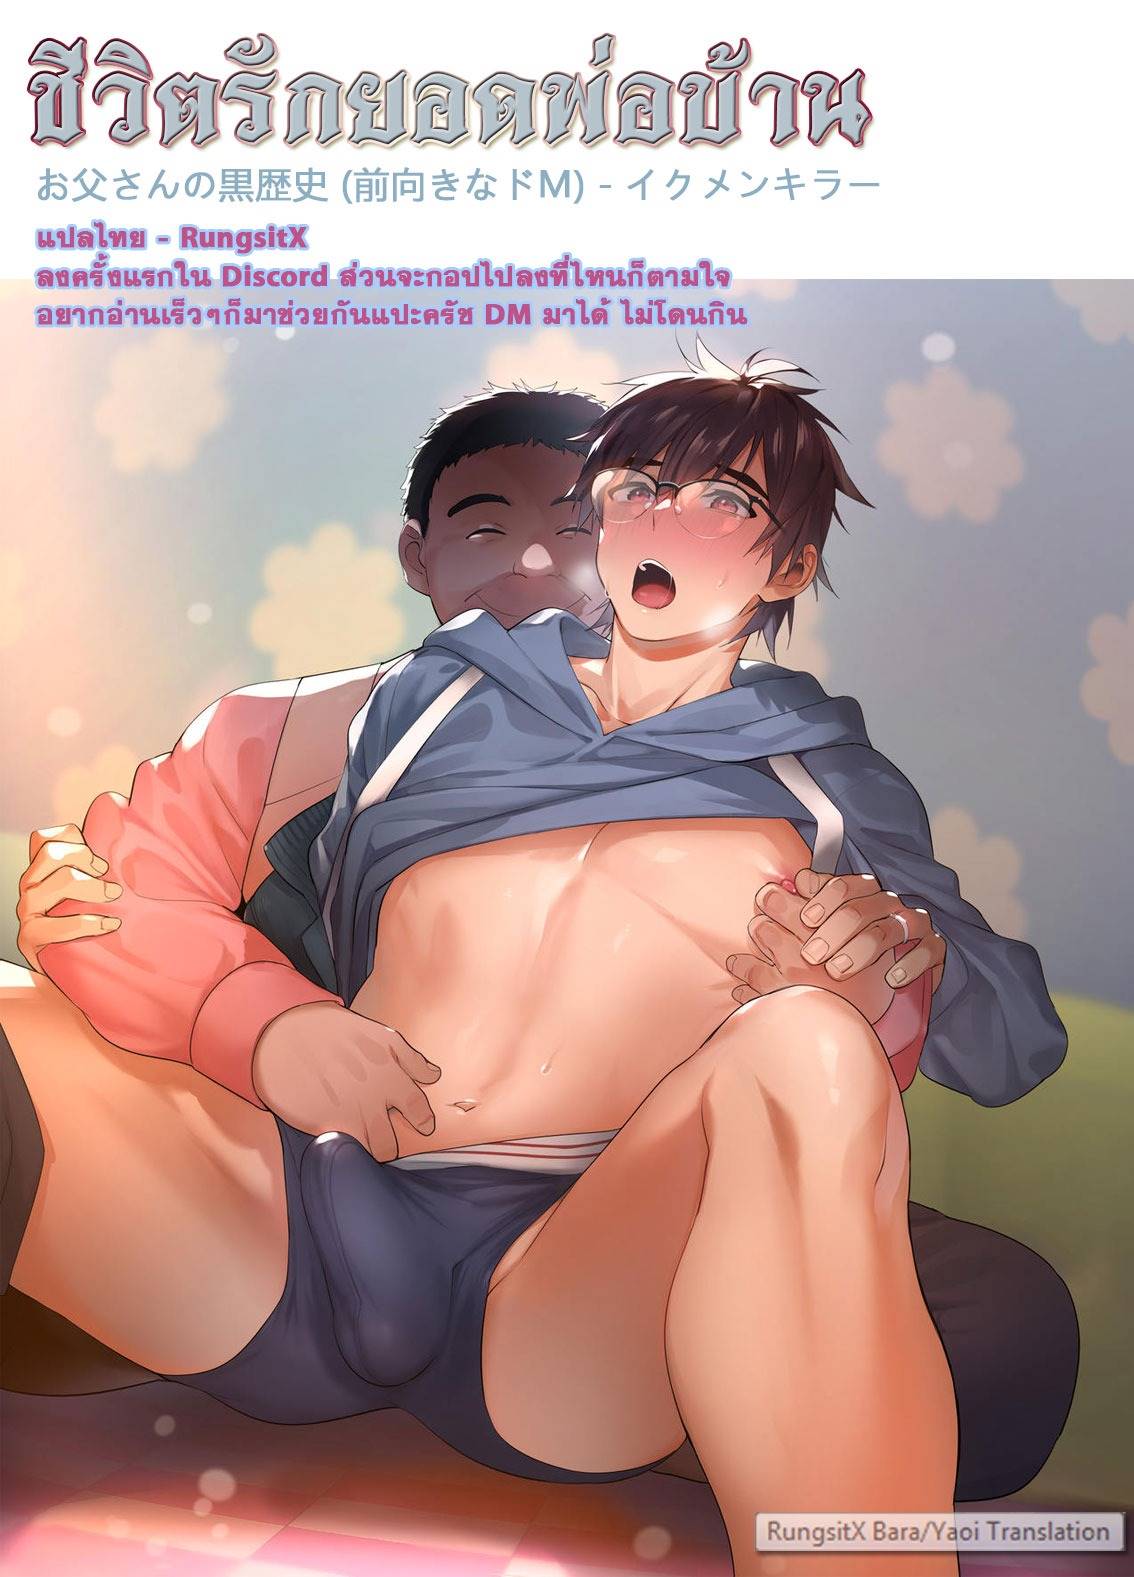 ชีวิตรักยอดพ่อบ้าน
お父さんの黒歴史 (前向きなドM) - イクメンキラー
แปลไทย - RungsitX
ลงครั้งแรกใน Discord ส่วนจะกอปไปลงที่ไหนก็ตามใจ
อยากอ่านเร็วๆก็มาช่วยกันแปะครัช DM มาได้ ไม่โดนกิน
RungsitX Bara/Yaoi Translation